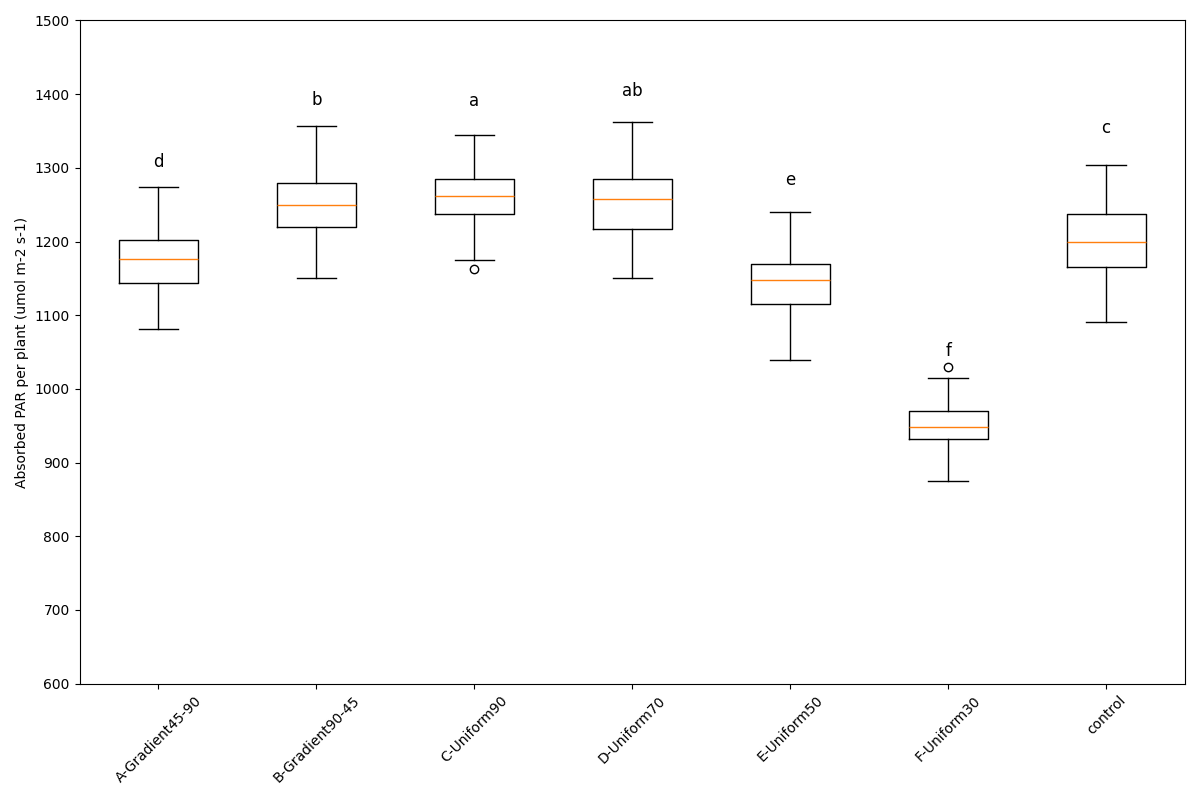 1500
1400
1300
1200
1100
1000
900
800
700
600
Absorbed PAR per plant (umol m-2 s-1)
d
b
a
ab
e
f
c
A-Gradient45-90
B-Gradient90-45
C-Uniform90
D-Uniform70
E-Uniform50
F-Uniform30
control